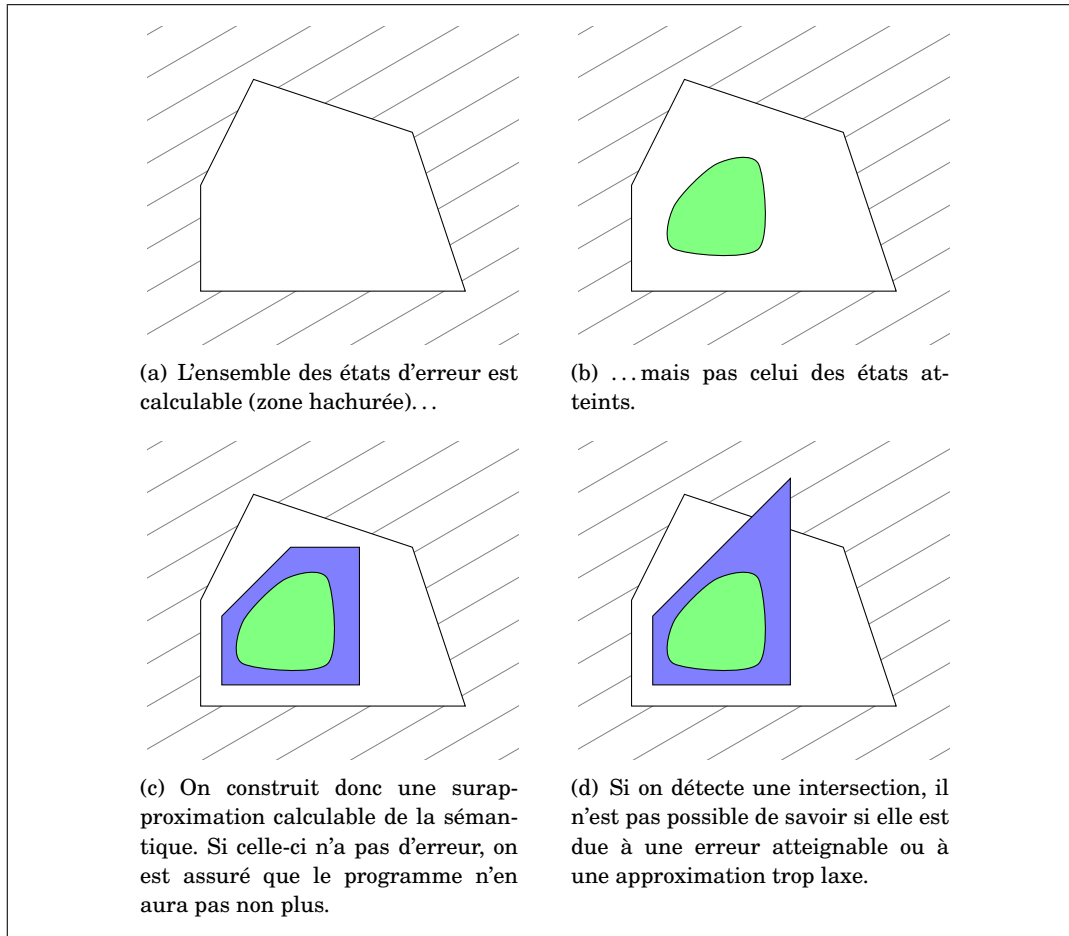 (a) L'ensemble des états d'erreur est
calculable (zone hachurée)...
(b) ...mais pas celui des états at-
teints.
(c) On construit donc une surap-
proximation calculable de la séman-
tique. Si celle-ci n'a pas d'erreur, on
est assuré que le programme n'en
aura pas non plus.
(d) Si on détecte une intersection, il
n'est pas possible de savoir si elle est
due à une erreur atteignable ou à
une approximation trop laxe.